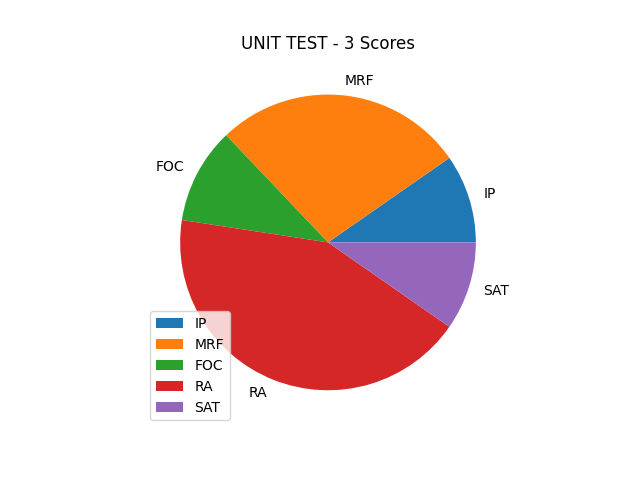 UNIT TEST - 3 Scores
MRF
FOC
IP
SAT
RA
IP
MRF
FOC
RA
SAT